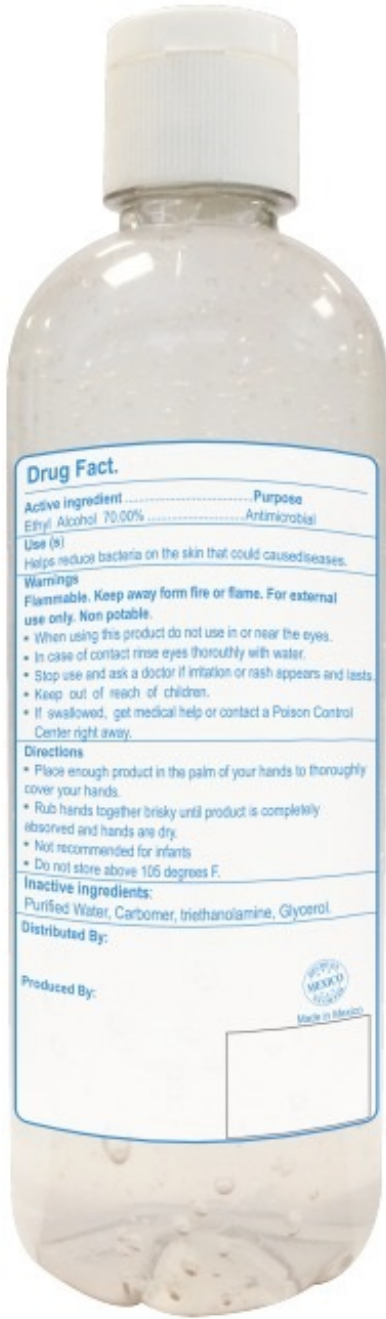 Drug Fact.
Active ingredient ............................... Purpose
Ethyl Alcohol 70.00% ........................ Antimicrobial
Use (s)
Helps reduce bacteria on the skin that could causediseases.
Warnings
Flammable. Keep away form fire or flame. For external
use only. Non potable.
• When using this product do not use in or near the eyes.
• In case of contact rinse eyes thorouthly with water.
• Stop use and ask a doctor if irritation or rash appears and lasts.
• Keep out of reach of children.
• If swallowed, get medical help or contact a Poison Control
Center right away.
Directions
• Place enough product in the palm of your hands to thoroughly
cover your hands.
• Rub hands together brisky until product is completely
absorved and hands are dry.
• Not recommended for infants
• Do not store above 105 degrees F.
Inactive ingredients:
Purified Water, Carbomer, triethanolamine, Glycerol.
Distributed By:
Produced By:
MEXICO
Made in Mexico